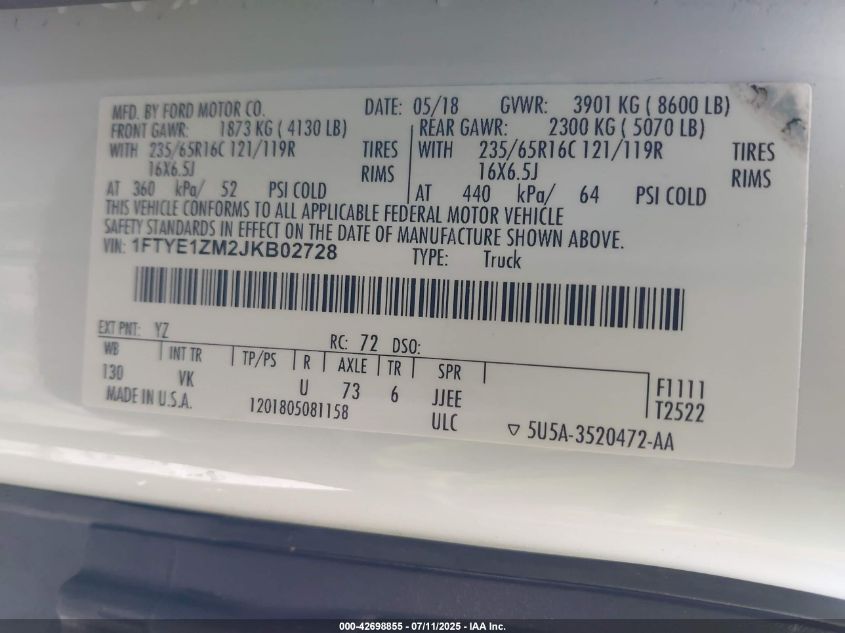 MFD. BY FORD MOTOR CO. DATE: 05/18 GVWR: 3901 KG ( 8600 LB)
FRONT GAWR: 1873 KG ( 4130 LB) REAR GAWR: 2300 KG ( 5070 LB)
WITH 235/65R16C 121/119R TIRES WITH 235/65R16C 121/119R TIRES
16X6.5J RIMS 16X6.5J RIMS
AT 360 kPa/ 52 PSI COLD AT 440 kPa/ 64 PSI COLD
THIS VEHICLE CONFORMS TO ALL APPLICABLE FEDERAL MOTOR VEHICLE
SAFETY STANDARDS IN EFFECT ON THE DATE OF MANUFACTURE SHOWN ABOVE.
VIN: 1FTYE1ZM2JKB02728 TYPE: Truck
EXT PNT: YZ RC: 72 DSO:
WB INT TR TP/PS R AXLE TR SPR
130 VK U 73 6 JJEE F1111
MADE IN U.S.A. 1201805081158 ULC T2522
5U5A-3520472-AA
000-42698855 / 07/11/2025 - IAA Inc.